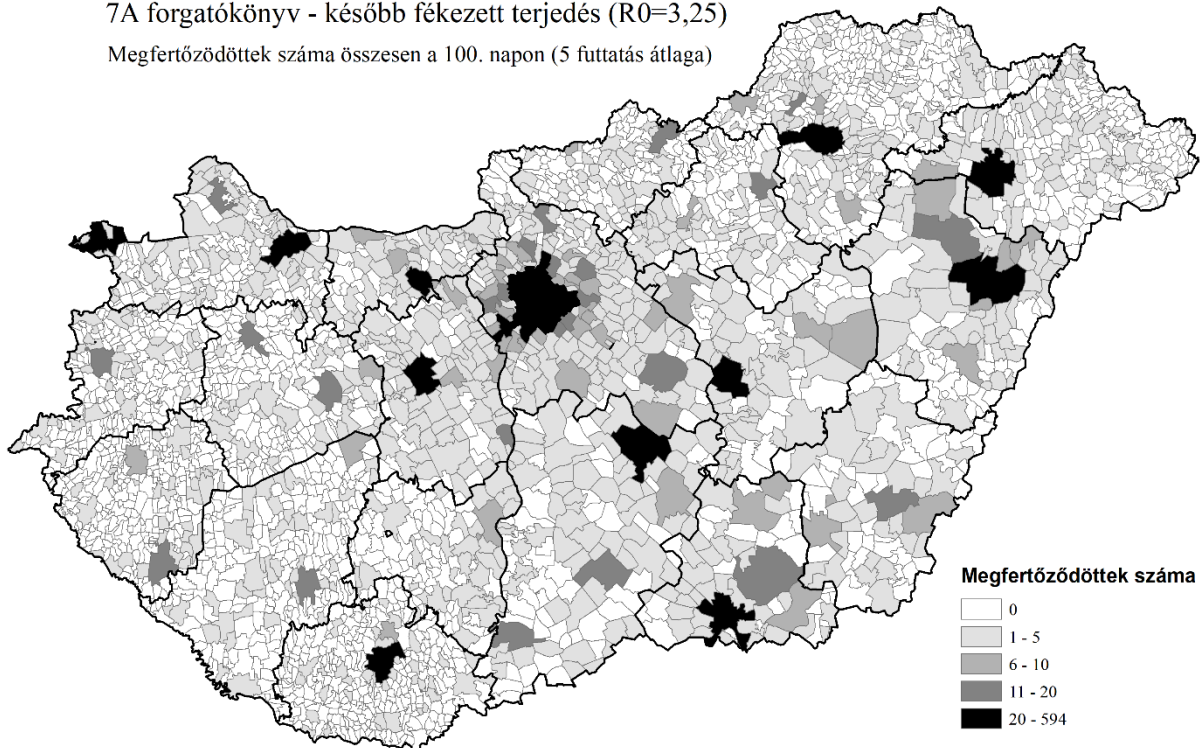 7A forgatókönyv - később fékezett terjedés (R0=3,25)
Megfertőződöttek száma összesen a 100. napon (5 futtatás átlaga)
Megfertőződöttek száma
0
1 - 5
6 - 10
11 - 20
20 - 594